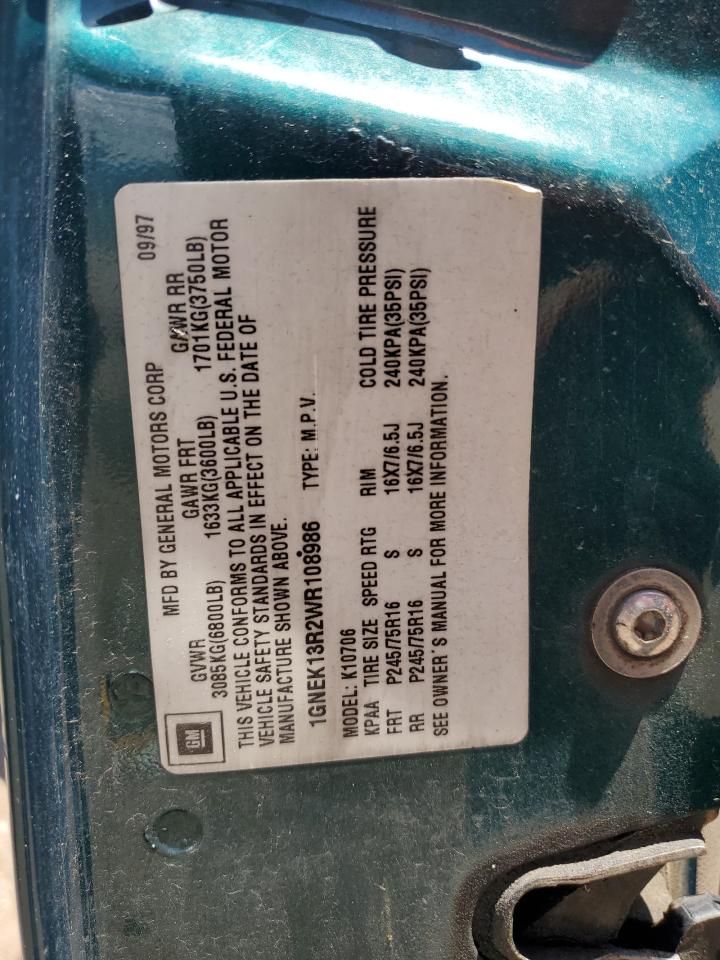 MFD BY GENERAL MOTORS CORP 09/97
GVWR GAWR FRT GAWR RR
3085KG(6800LB) 1633KG(3600LB) 1701KG(3750LB)
THIS VEHICLE CONFORMS TO ALL APPLICABLE U.S. FEDERAL MOTOR
VEHICLE SAFETY STANDARDS IN EFFECT ON THE DATE OF
MANUFACTURE SHOWN ABOVE.
1GNEK13R2WR108986 TYPE: M.P.V.
MODEL: K10706
KPAA TIRE SIZE SPEED RTG RIM COLD TIRE PRESSURE
FRT P245/75R16 S 16X7/6.5J 240KPA(35PSI)
RR P245/75R16 S 16X7/6.5J 240KPA(35PSI)
SEE OWNER'S MANUAL FOR MORE INFORMATION.
GM